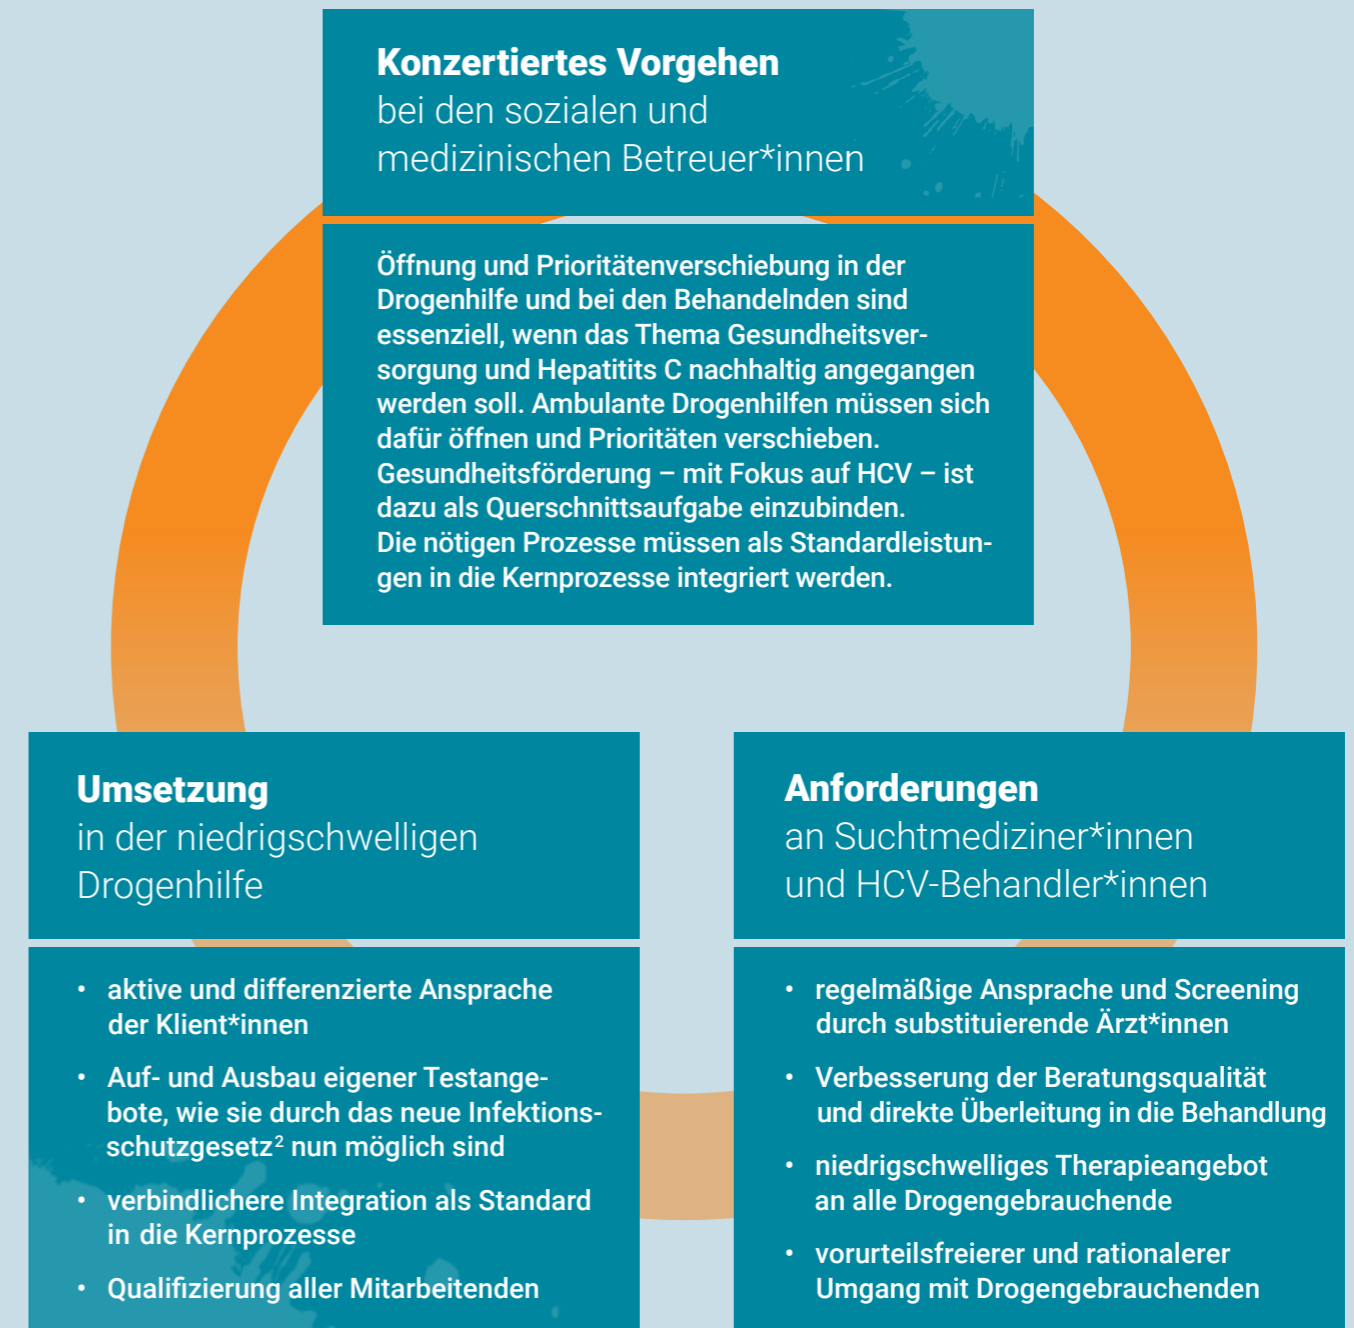 Konzertiertes Vorgehen
bei den sozialen und
medizinischen Betreuer*innen
Öffnung und Prioritätenverschiebung in der
Drogenhilfe und bei den Behandelnden sind
essenziell, wenn das Thema Gesundheitsver-
sorgung und Hepatitits C nachhaltig angegangen
werden soll. Ambulante Drogenhilfen müssen sich
dafür öffnen und Prioritäten verschieben.
Gesundheitsförderung – mit Fokus auf HCV – ist
dazu als Querschnittsaufgabe einzubinden.
Die nötigen Prozesse müssen als Standardleistun-
gen in die Kernprozesse integriert werden.
Umsetzung
in der niedrigschwelligen
Drogenhilfe
• aktive und differenzierte Ansprache
der Klient*innen
• Auf- und Ausbau eigener Testange-
bote, wie sie durch das neue Infektions-
schutzgesetz² nun möglich sind
• verbindlichere Integration als Standard
in die Kernprozesse
• Qualifizierung aller Mitarbeitenden
Anforderungen
an Suchtmediziner*innen
und HCV-Behandler*innen
• regelmäßige Ansprache und Screening
durch substituierende Ärzt*innen
• Verbesserung der Beratungsqualität
und direkte Überleitung in die Behandlung
• niedrigschwelliges Therapieangebot
an alle Drogengebrauchende
• vorurteilsfreierer und rationalerer
Umgang mit Drogengebrauchenden